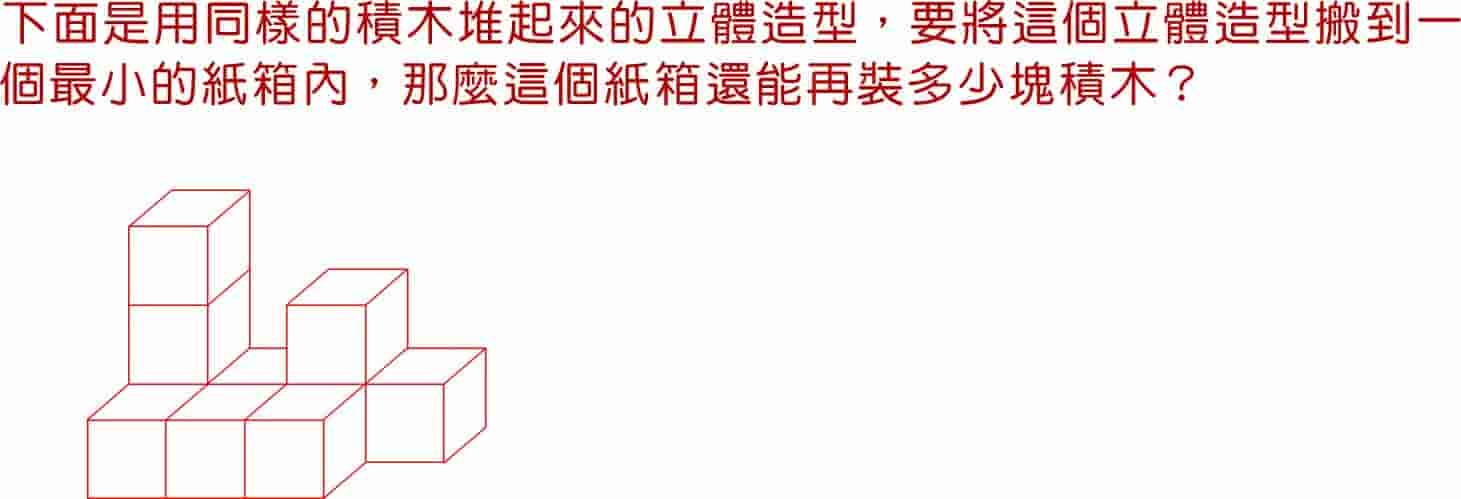 下面是用同樣的積木堆起來的立體造型，要將這個立體造型搬到一
個最小的紙箱內，那麼這個紙箱還能再裝多少塊積木？